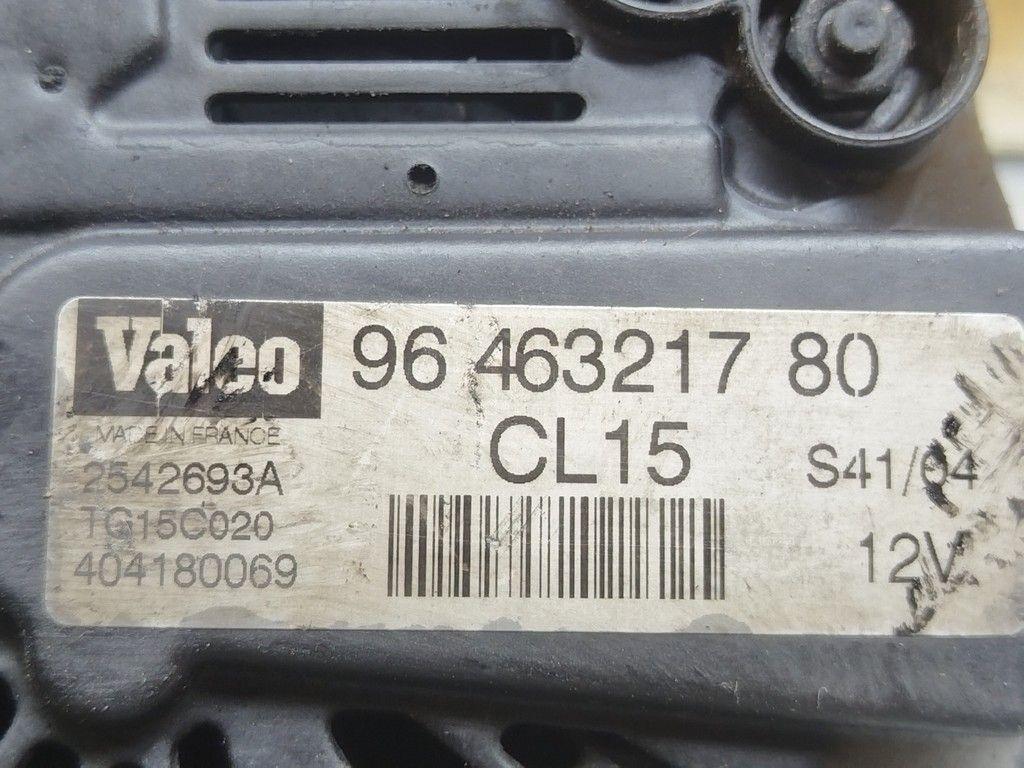 Valeo
96 463217 80
MADE IN FRANCE
CL15
2542693A
S41/04
TG15C020
12V
404180069